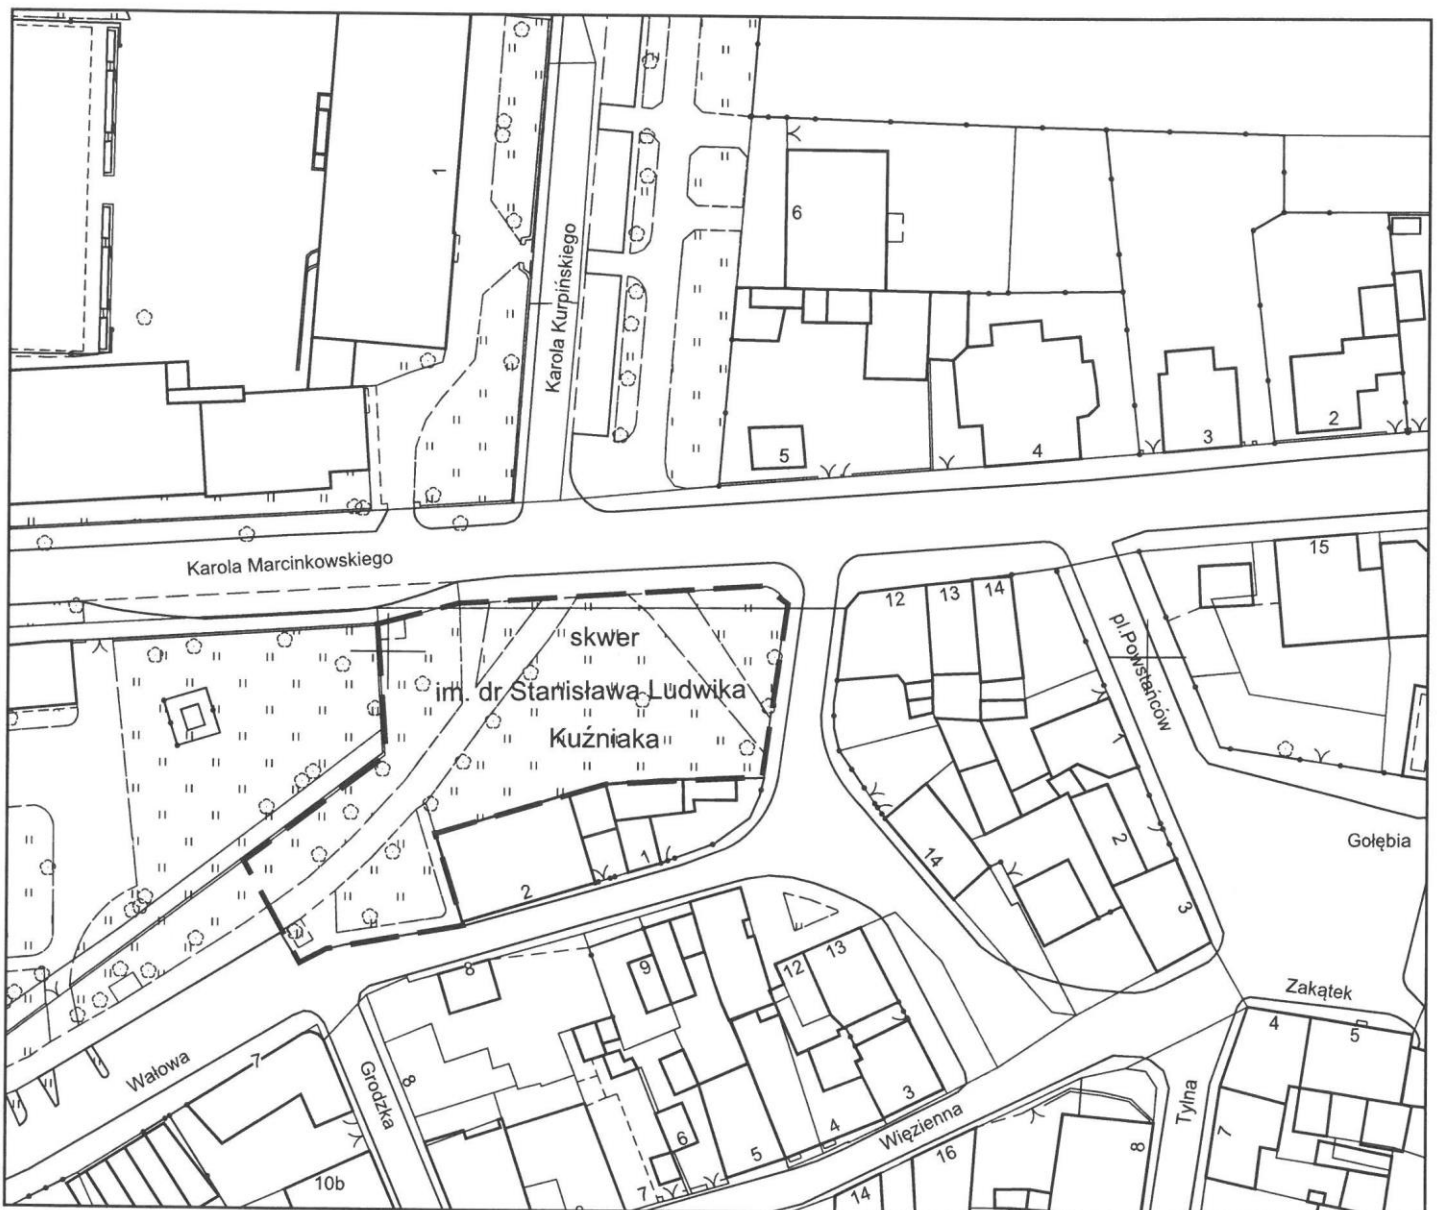 1
Karola Kurpińskiego
6
5
4
3
2
Karola Marcinkowskiego
15
12
13
14
skwer
im. dr Stanisława Ludwika
Kuźniaka
pl.Powstańców
1
2
3
14
Gołębia
2
1
8
9
12
13
Zakątek
4
5
Wałowa
7
Grodzka
8
6
7
5
4
3
Więzienna
Tylna
7
8
16
14
10b